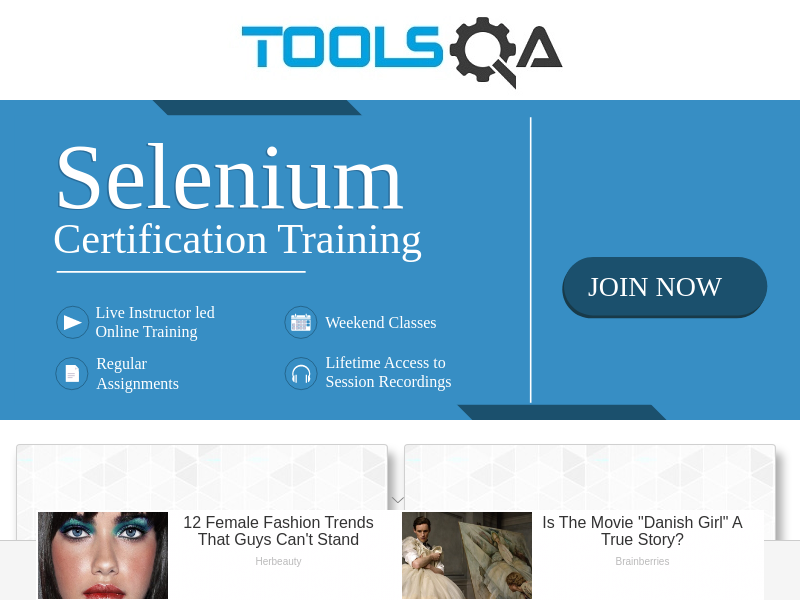 TOOLSQA
Selenium
Certification Training
JOIN NOW
Live Instructor led
Online Training
Weekend Classes
Regular
Assignments
Lifetime Access to
Session Recordings
12 Female Fashion Trends
That Guys Can't Stand
Herbeauty
Is The Movie "Danish Girl" A
True Story?
Brainberries